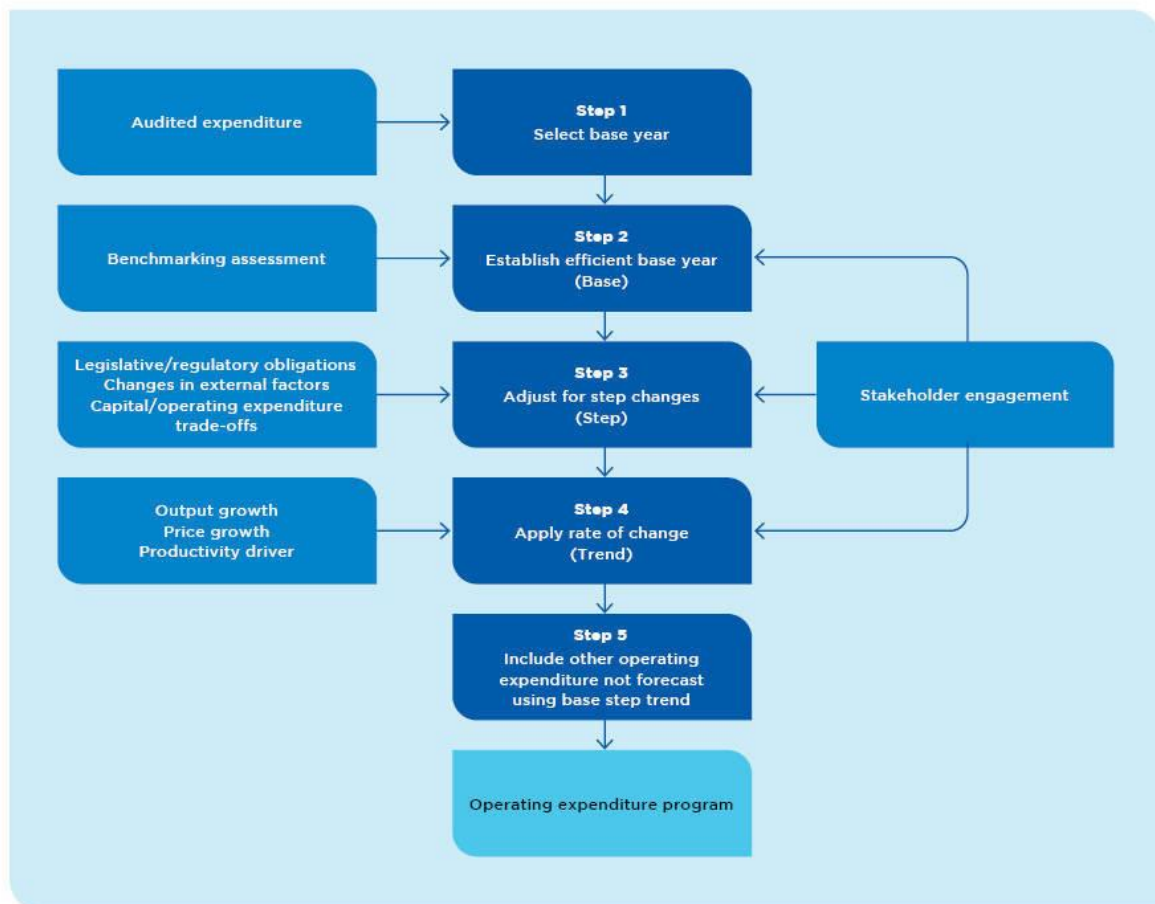 Audited expenditure
Step 1
Select base year
Benchmarking assessment
Step 2
Establish efficient base year
(Base)
Legislative/regulatory obligations
Changes in external factors
Capital/operating expenditure
trade-offs
Step 3
Adjust for step changes
(Step)
Stakeholder engagement
Output growth
Price growth
Productivity driver
Step 4
Apply rate of change
(Trend)
Step 5
Include other operating
expenditure not forecast
using base step trend
Operating expenditure program